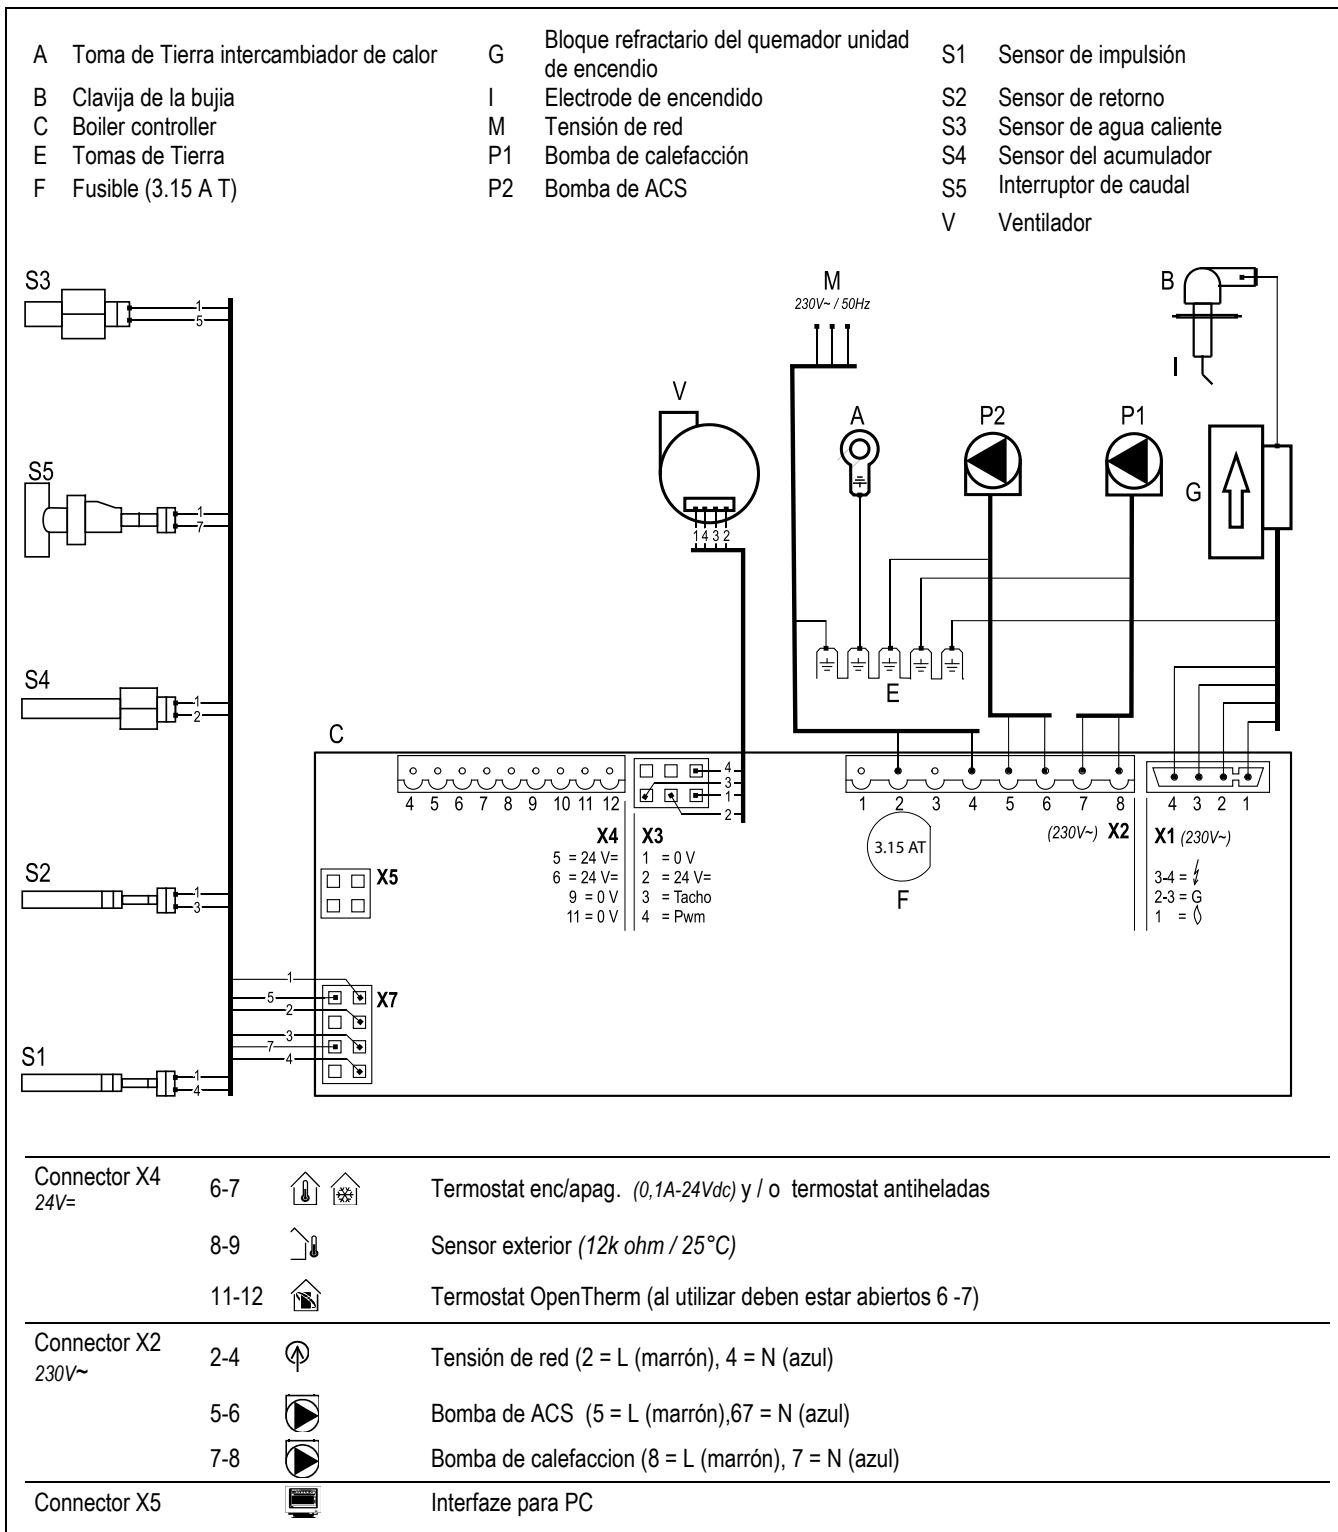 A Toma de Tierra intercambiador de calor
B Clavija de la bujia
C Boiler controller
E Tomas de Tierra
F Fusible (3.15 A T)
G Bloque refractario del quemador unidad
de encendio
I Electrode de encendido
M Tensión de red
P1 Bomba de calefacción
P2 Bomba de ACS
S1 Sensor de impulsión
S2 Sensor de retorno
S3 Sensor de agua caliente
S4 Sensor del acumulador
S5 Interruptor de caudal
V Ventilador
S3
1
5
S5
1
7
S4
1
2
S2
1
3
S1
1
4
M
230V~ / 50Hz
B
I
V
1 4 3 2
A
P2
P1
G
E
C
4 5 6 7 8 9 10 11 12
4
3
1
2
1 2 3 4 5 6 7 8
4 3 2 1
X4
5 = 24 V=
6 = 24 V=
9 = 0 V
11 = 0 V
X3
1 = 0 V
2 = 24 V=
3 = Tacho
4 = Pwm
3.15 AT
F
(230V~) X2
X1 (230V~)
3-4 =
2-3 = G
1 =
X5
X7
1
5
2
3
7
4
Connector X4
24V=
6-7 Termostat enc/apag. (0,1A-24Vdc) y / o termostat antiheladas
8-9 Sensor exterior (12k ohm / 25°C)
11-12 Termostat OpenTherm (al utilizar deben estar abiertos 6 -7)
Connector X2
230V~
2-4 Tensión de red (2 = L (marrón), 4 = N (azul)
5-6 Bomba de ACS (5 = L (marrón),67 = N (azul)
7-8 Bomba de calefaccion (8 = L (marrón), 7 = N (azul)
Connector X5 Interfaze para PC